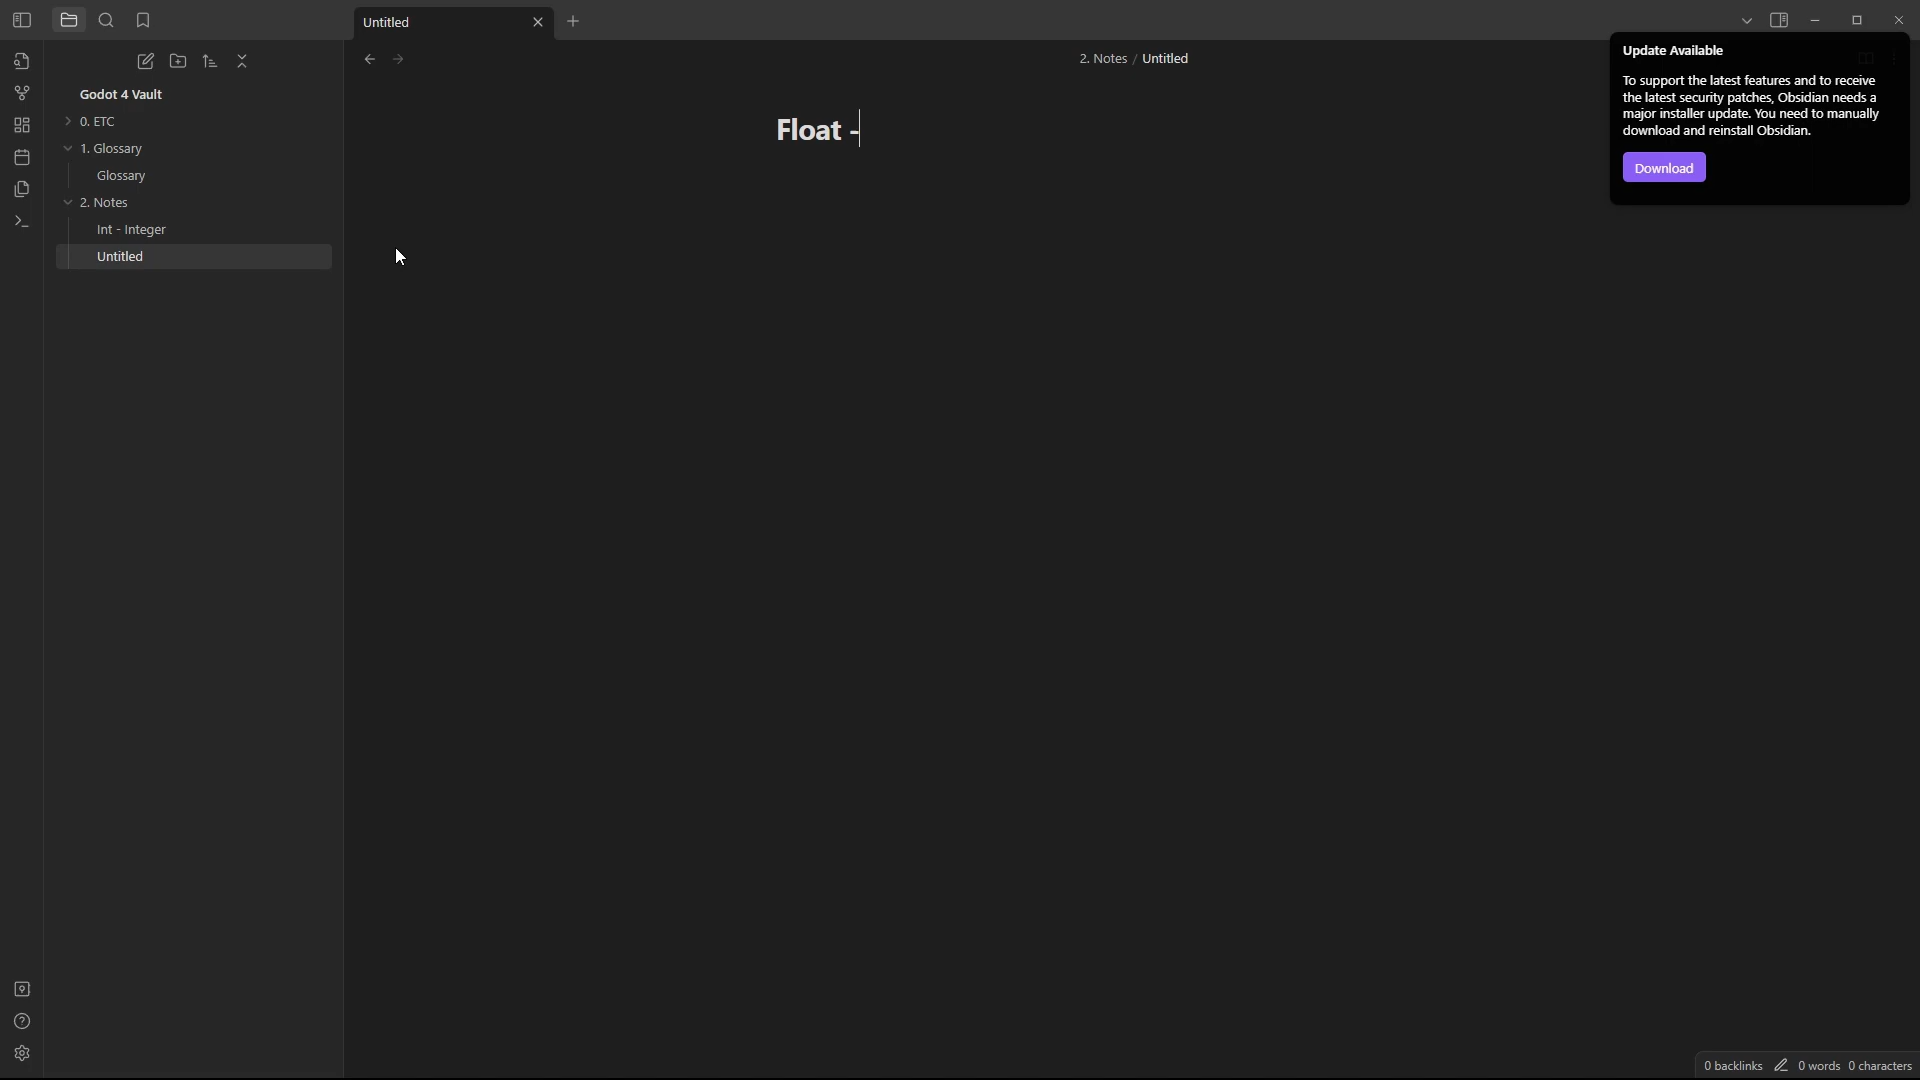 Untitled
2. Notes / Untitled
Update Available
To support the latest features and to receive
the latest security patches, Obsidian needs a
major installer update. You need to manually
download and reinstall Obsidian.
Download
Godot 4 Vault
0. ETC
1. Glossary
Glossary
2. Notes
Int - Integer
Untitled
Float -
0 backlinks 0 words 0 characters